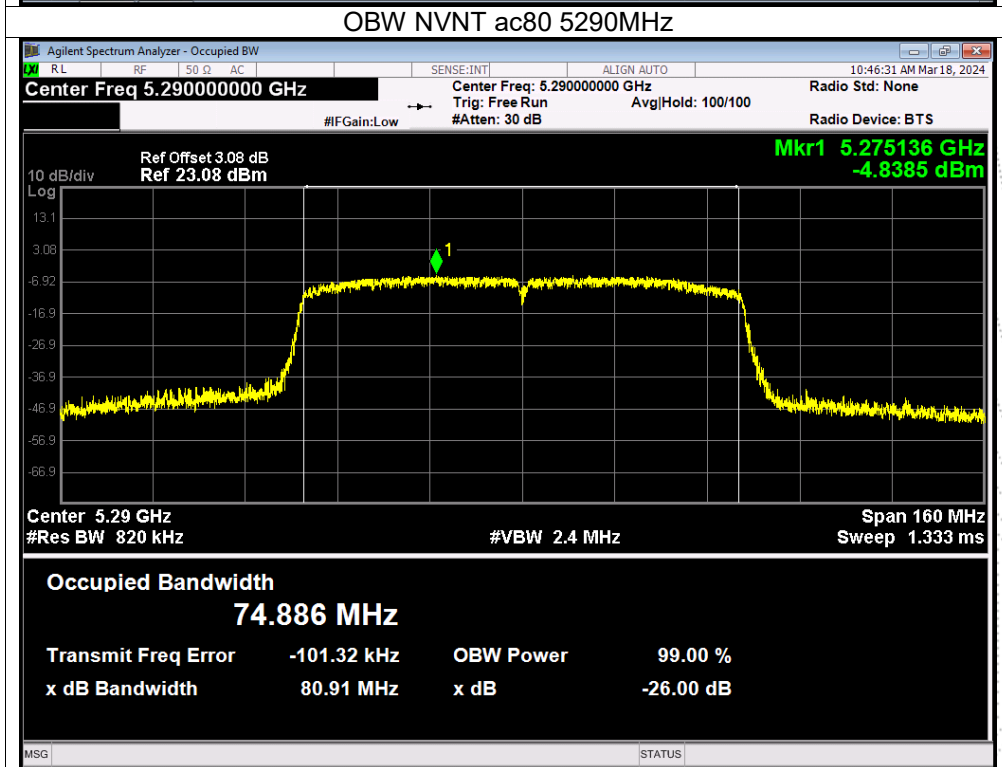 OBW NVNT ac80 5290MHz
Agilent Spectrum Analyzer - Occupied BW
LXI RL RF 50 Ω AC SENSE:INT ALIGN AUTO 10:46:31 AM Mar 18, 2024
Center Freq 5.290000000 GHz Center Freq: 5.290000000 GHz Radio Std: None
Trig: Free Run Avg|Hold: 100/100
#IFGain:Low #Atten: 30 dB Radio Device: BTS
Ref Offset 3.08 dB Mkr1 5.275136 GHz
10 dB/div Ref 23.08 dBm -4.8385 dBm
Log
13.1
3.08
1
-6.92
-16.9
-26.9
-36.9
-46.9
-56.9
-66.9
Center 5.29 GHz Span 160 MHz
#Res BW 820 kHz #VBW 2.4 MHz Sweep 1.333 ms
Occupied Bandwidth
74.886 MHz
Transmit Freq Error -101.32 kHz OBW Power 99.00 %
x dB Bandwidth 80.91 MHz x dB -26.00 dB
MSG STATUS